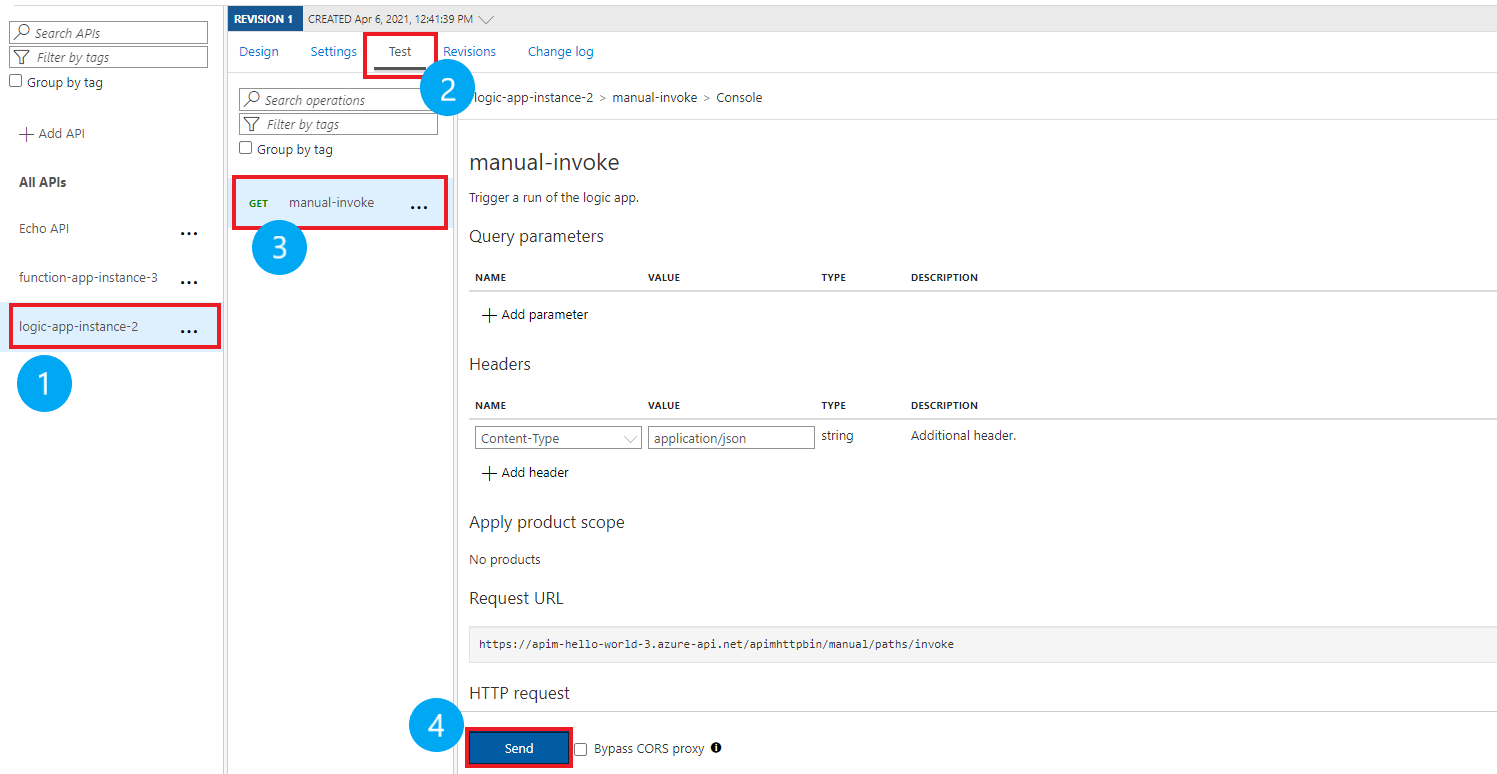 Search APIs
Filter by tags
Group by tag
Add API
All APIs
Echo API
function-app-instance-3
logic-app-instance-2
1
REVISION 1 CREATED Apr 6, 2021, 12:41:39 PM
Design Settings Test Revisions Change log
2
Search operations
Filter by tags
Group by tag
GET manual-invoke
3
logic-app-instance-2 > manual-invoke > Console
manual-invoke
Trigger a run of the logic app.
Query parameters
NAME VALUE TYPE DESCRIPTION
Add parameter
Headers
NAME VALUE TYPE DESCRIPTION
Content-Type application/json string Additional header.
Add header
Apply product scope
No products
Request URL
https://apim-hello-world-3.azure-api.net/apimhttpbin/manual/paths/invoke
HTTP request
4
Send Bypass CORS proxy